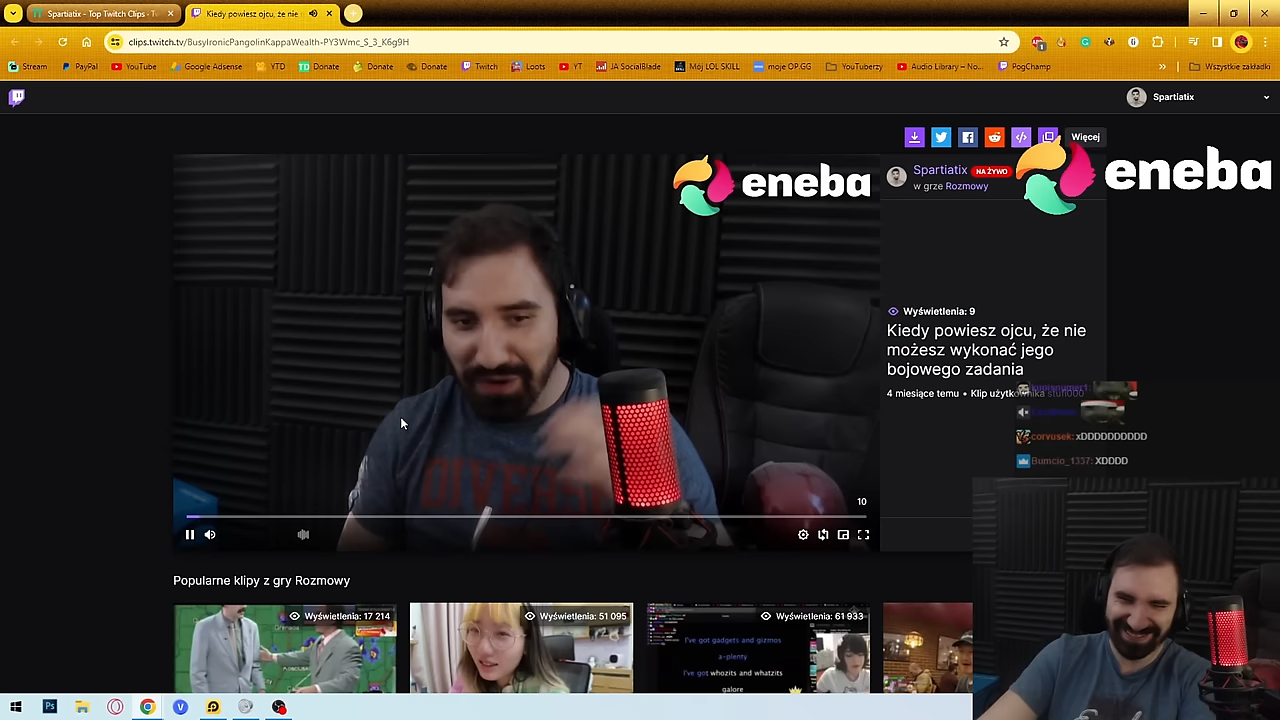 Spartiatix - Top Twitch Clips - Tw
Kiedy powiesz ojcu, że nie
clips.twitch.tv/BusyIronicPangolinKappaWealth-PY3Wmc_S_3_K6g9H
Stream PayPal YouTube Google Adsense YTD Donate Donate Donate Twitch Loots YT JA SocialBlade Mój LOL SKILL moje OP.GG YouTuberzy Audio Library – No... PogChamp » Wszystkie zakładki
Spartiatix
Więcej
eneba
eneba
Spartiatix NA ŻYWO
w grze Rozmowy
Wyświetlenia: 9
Kiedy powiesz ojcu, że nie
możesz wykonać jego
bojowego zadania
4 miesiące temu • Klip użytkownika stufi000
corvusek: xDDDDDDDDDD
Bumcio_1337: XDDDD
DIVERS
10
Popularne klipy z gry Rozmowy
Wyświetlenia: 17 214
Wyświetlenia: 51 095
Wyświetlenia: 61 933
I've got gadgets and gizmos
a-plenty
I've got whozits and whatzits
galore